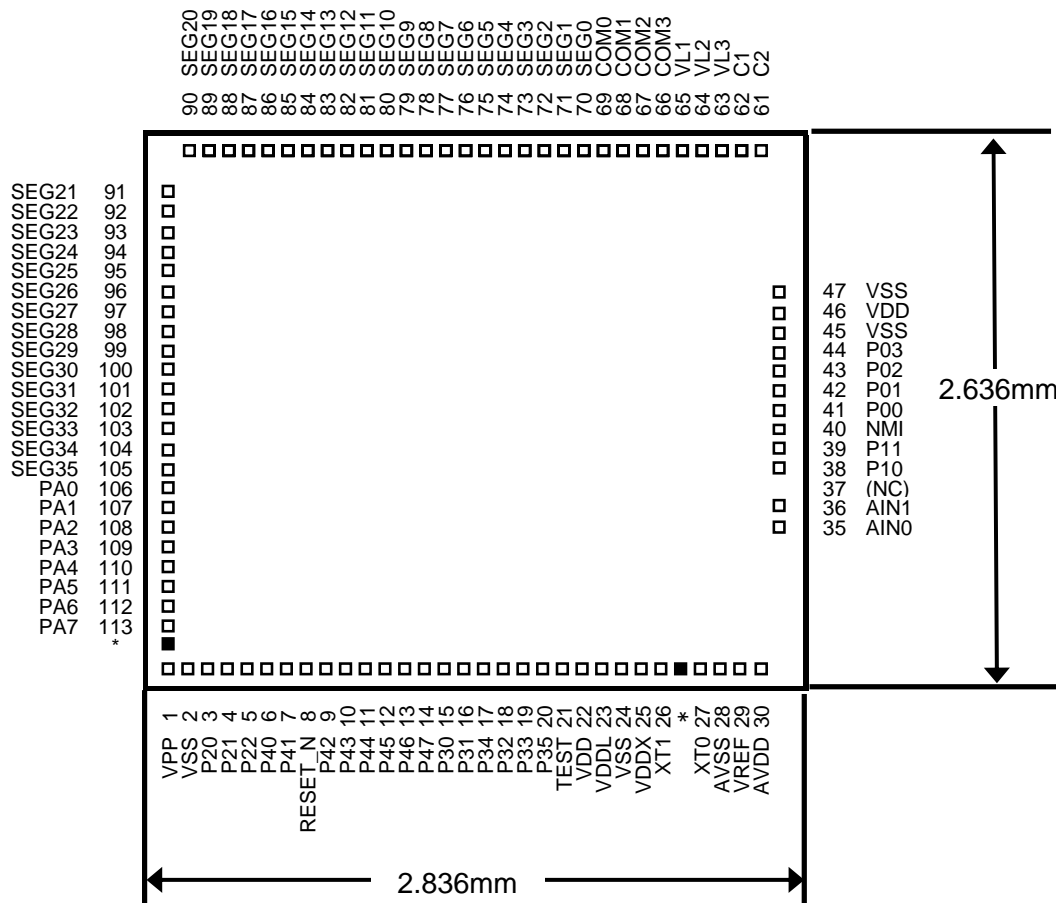 90 SEG20
89 SEG19
88 SEG18
87 SEG17
86 SEG16
85 SEG15
84 SEG14
83 SEG13
82 SEG12
81 SEG11
80 SEG10
79 SEG9
78 SEG8
77 SEG7
76 SEG6
75 SEG5
74 SEG4
73 SEG3
72 SEG2
71 SEG1
70 SEG0
69 COM0
68 COM1
67 COM2
66 COM3
65 VL1
64 VL2
63 VL3
62 C1
61 C2
SEG21 91
SEG22 92
SEG23 93
SEG24 94
SEG25 95
SEG26 96
SEG27 97
SEG28 98
SEG29 99
SEG30 100
SEG31 101
SEG32 102
SEG33 103
SEG34 104
SEG35 105
PA0 106
PA1 107
PA2 108
PA3 109
PA4 110
PA5 111
PA6 112
PA7 113
*
47 VSS
46 VDD
45 VSS
44 P03
43 P02
42 P01
41 P00
40 NMI
39 P11
38 P10
37 (NC)
36 AIN1
35 AIN0
2.636mm
VPP 1
VSS 2
P20 3
P21 4
P22 5
P40 6
P41 7
RESET_N 8
P42 9
P43 10
P44 11
P45 12
P46 13
P47 14
P30 15
P31 16
P34 17
P32 18
P33 19
P35 20
TEST 21
VDD 22
VDDL 23
VSS 24
VDDX 25
XT1 26
*
XT0 27
AVSS 28
VREF 29
AVDD 30
2.836mm